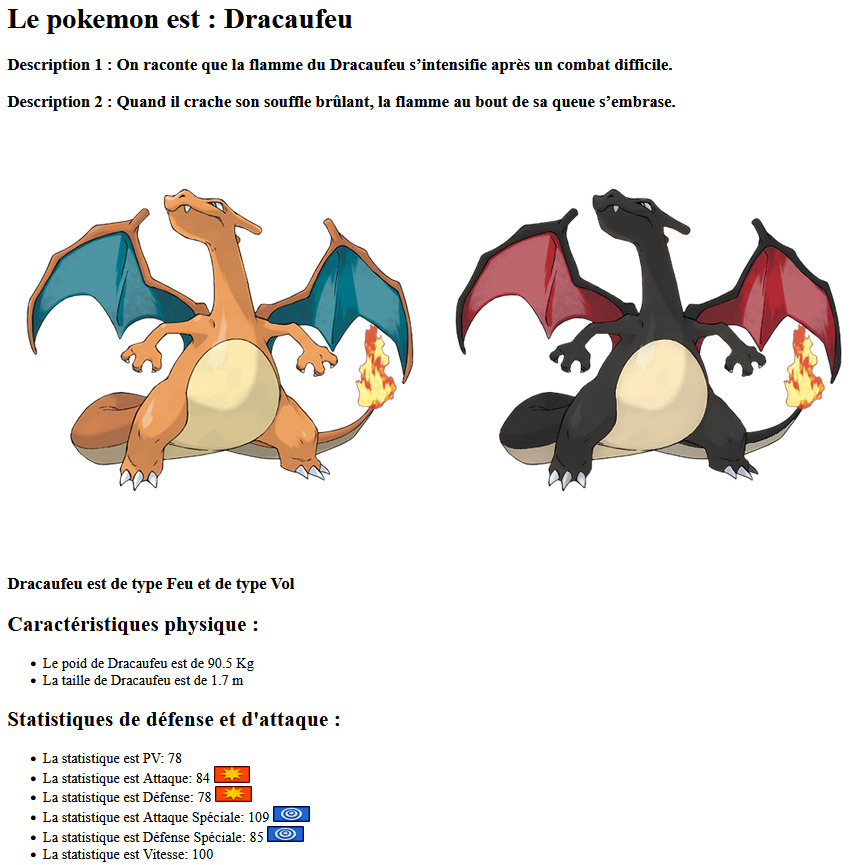 Le pokemon est : Dracaufeu
Description 1 : On raconte que la flamme du Dracaufeu s’intensifie après un combat difficile.
Description 2 : Quand il crache son souffle brûlant, la flamme au bout de sa queue s’embrase.
Dracaufeu est de type Feu et de type Vol
Caractéristiques physique :
Le poid de Dracaufeu est de 90.5 Kg
La taille de Dracaufeu est de 1.7 m
Statistiques de défense et d'attaque :
La statistique est PV: 78
La statistique est Attaque: 84
La statistique est Défense: 78
La statistique est Attaque Spéciale: 109
La statistique est Défense Spéciale: 85
La statistique est Vitesse: 100